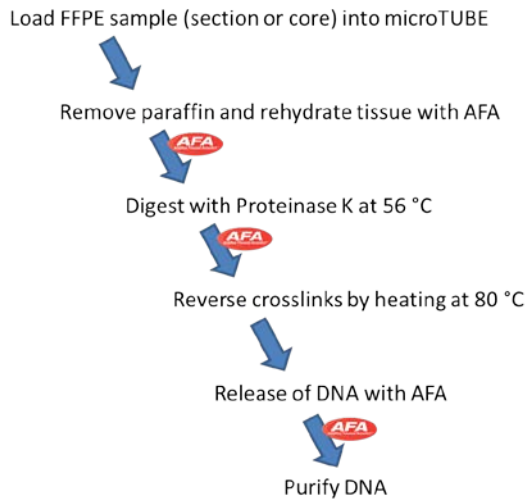 Load FFPE sample (section or core) into microTUBE
Remove paraffin and rehydrate tissue with AFA
AFA
Digest with Proteinase K at 56 °C
AFA
Reverse crosslinks by heating at 80 °C
Release of DNA with AFA
AFA
Purify DNA